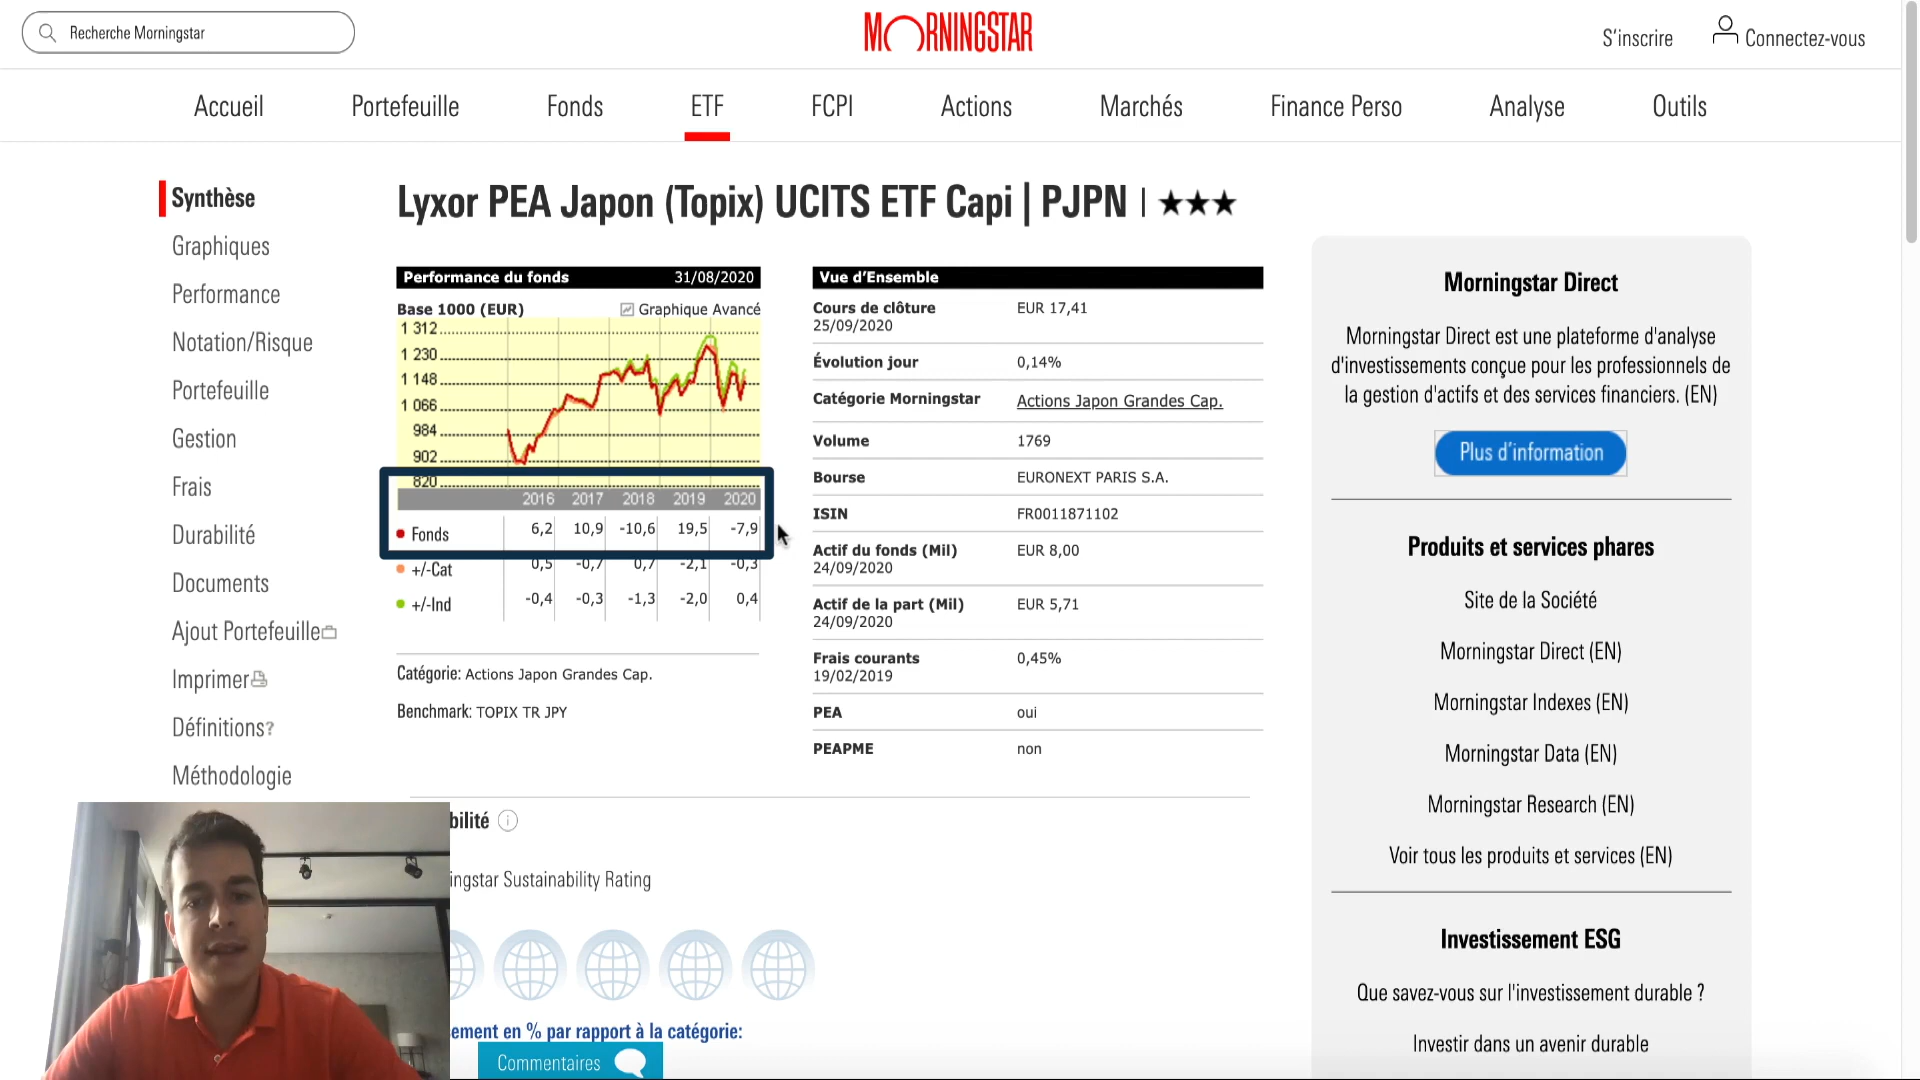 Recherche Morningstar
MORNINGSTAR
S'inscrire
Connectez-vous
Accueil
Portefeuille
Fonds
ETF
FCPI
Actions
Marchés
Finance Perso
Analyse
Outils
Synthèse
Graphiques
Performance
Notation/Risque
Portefeuille
Gestion
Frais
Durabilité
Documents
Ajout Portefeuille
Imprimer
Définitions?
Méthodologie
Lyxor PEA Japon (Topix) UCITS ETF Capi | PJPN | ★★★
Performance du fonds 31/08/2020
Base 1000 (EUR) Graphique Avancé
1 312
1 230
1 148
1 066
984
902
820
2016 2017 2018 2019 2020
Fonds 6,2 10,9 -10,6 19,5 -7,9
+/-Cat 0,5 -0,7 0,7 -2,1 -0,3
+/-Ind -0,4 -0,3 -1,3 -2,0 0,4
Catégorie: Actions Japon Grandes Cap.
Benchmark: TOPIX TR JPY
Vue d'Ensemble
Cours de clôture EUR 17,41
25/09/2020
Évolution jour 0,14%
Catégorie Morningstar Actions Japon Grandes Cap.
Volume 1769
Bourse EURONEXT PARIS S.A.
ISIN FR0011871102
Actif du fonds (Mil) EUR 8,00
24/09/2020
Actif de la part (Mil) EUR 5,71
24/09/2020
Frais courants 0,45%
19/02/2019
PEA oui
PEAPME non
bilité i
ingstar Sustainability Rating
ement en % par rapport à la catégorie:
Commentaires
Morningstar Direct
Morningstar Direct est une plateforme d'analyse
d'investissements conçue pour les professionnels de
la gestion d'actifs et des services financiers. (EN)
Plus d'information
Produits et services phares
Site de la Société
Morningstar Direct (EN)
Morningstar Indexes (EN)
Morningstar Data (EN)
Morningstar Research (EN)
Voir tous les produits et services (EN)
Investissement ESG
Que savez-vous sur l'investissement durable ?
Investir dans un avenir durable